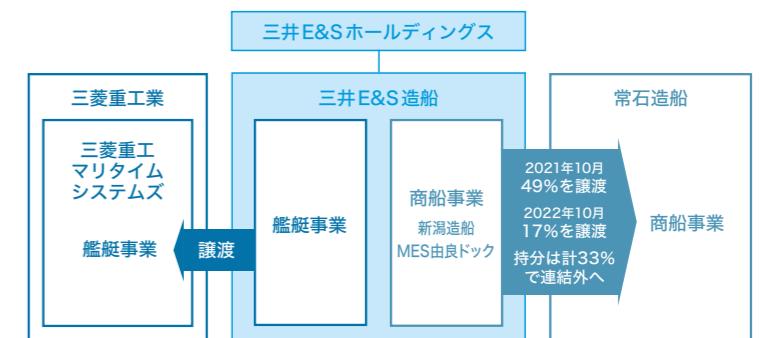 三井E&Sホールディングス
三菱重工業
三菱重工
マリタイム
システムズ
艦艇事業
譲渡
三井E&S造船
艦艇事業
商船事業
新潟造船
MES由良ドック
2021年10月
49%を譲渡
2022年10月
17%を譲渡
持分は計33%
で連結外へ
常石造船
商船事業